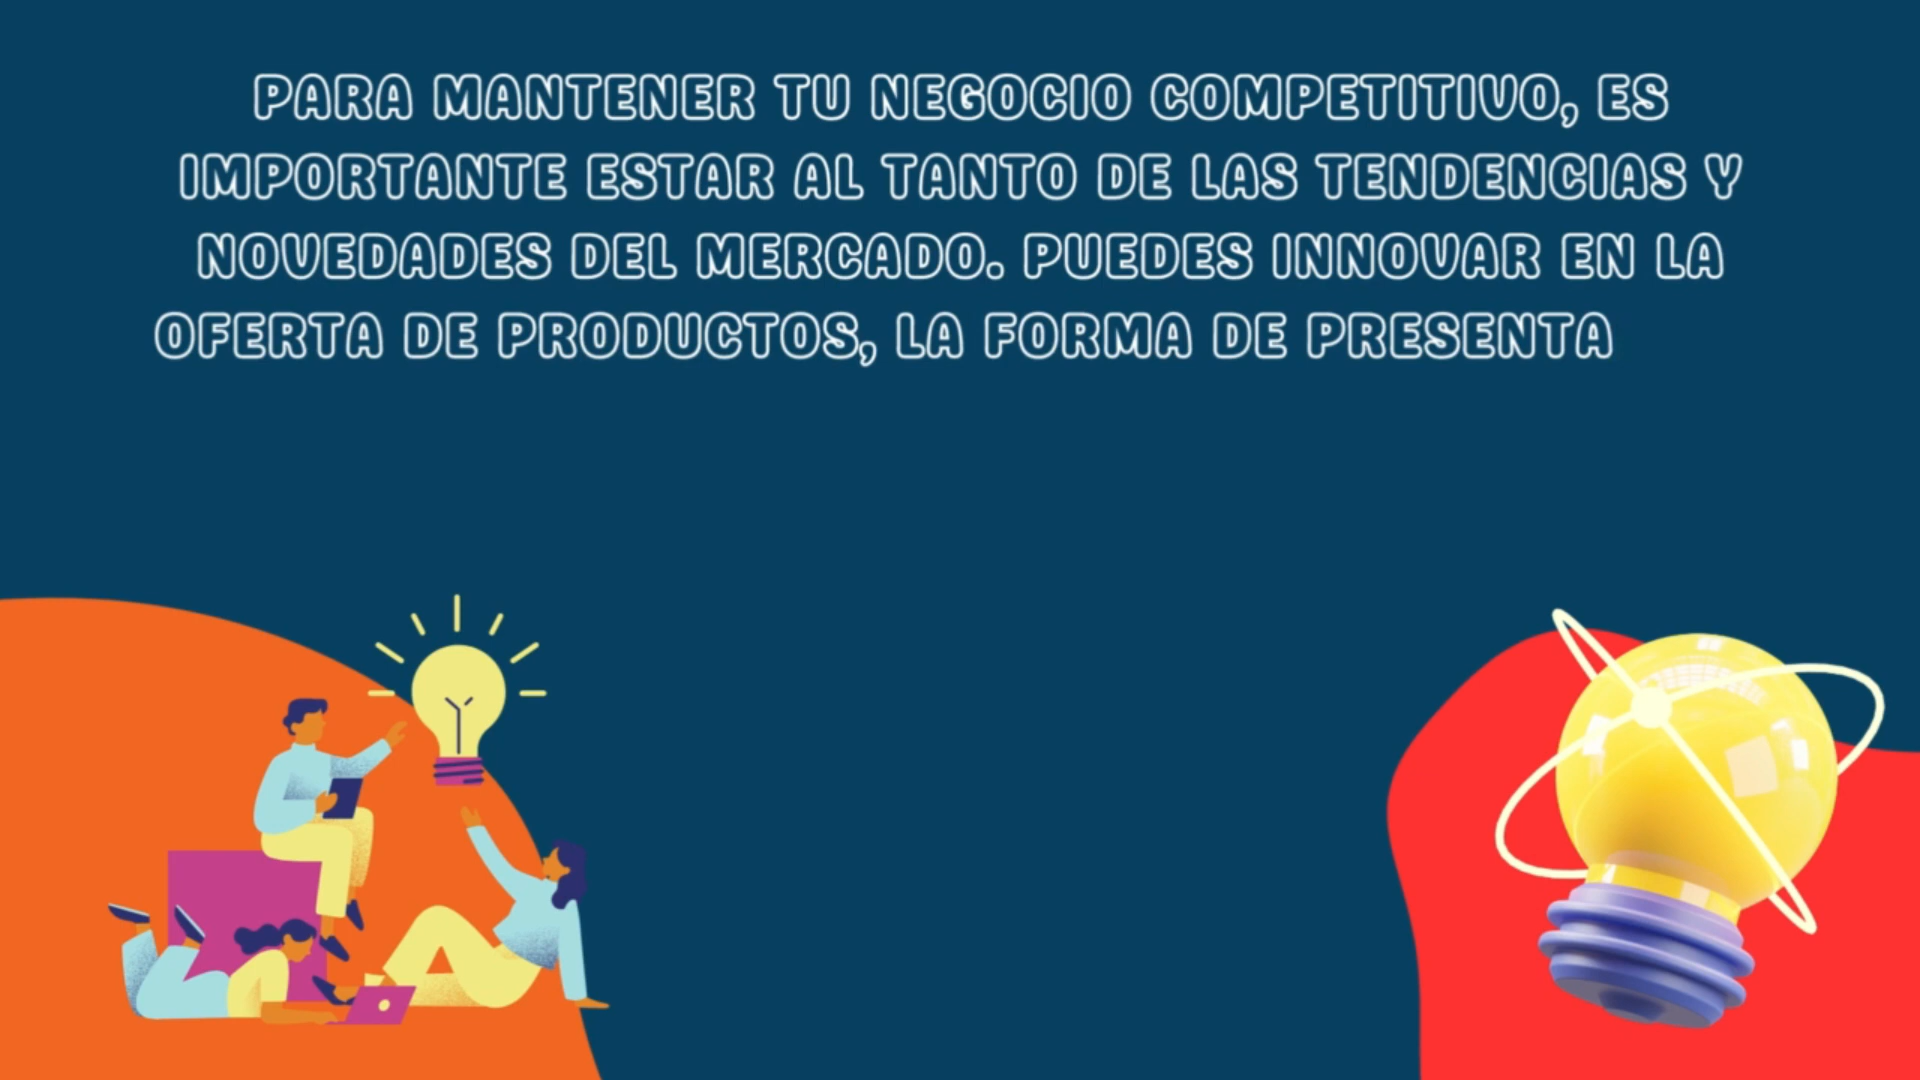 PARA MANTENER TU NEGOCIO COMPETITIVO, ES
IMPORTANTE ESTAR AL TANTO DE LAS TENDENCIAS Y
NOVEDADES DEL MERCADO. PUEDES INNOVAR EN LA
OFERTA DE PRODUCTOS, LA FORMA DE PRESENTA